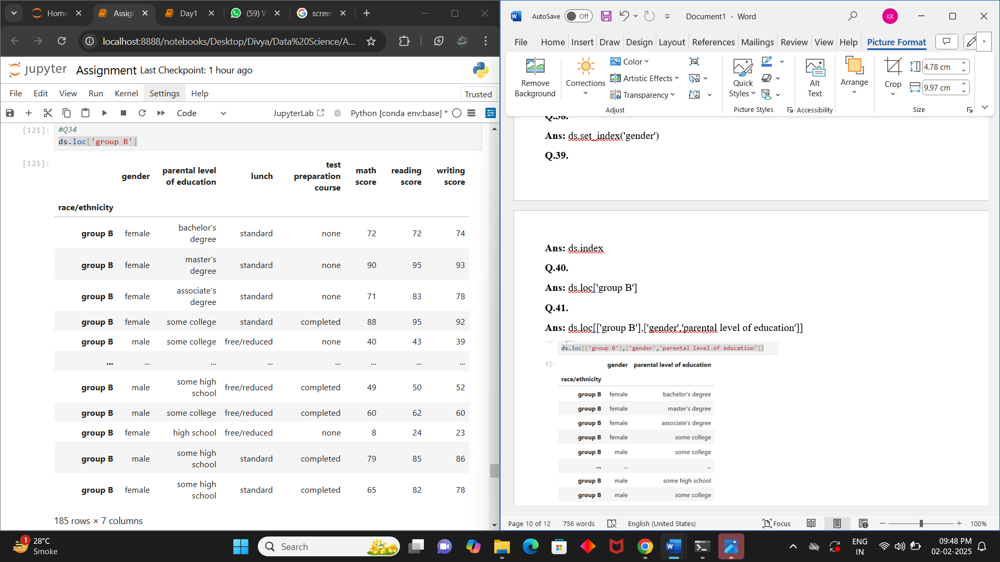 Home
Assign
Day1
(59) W
screen
localhost:8888/notebooks/Desktop/Divya/Data%20Science/A...
jupyter Assignment Last Checkpoint: 1 hour ago
File Edit View Run Kernel Settings Help
Trusted
Code
JupyterLab
Python [conda env:base] *
[121]:
#Q34
ds.loc['group B']
[121]:
gender parental level of education lunch test preparation course math score reading score writing score
race/ethnicity
group B female bachelor's degree standard none 72 72 74
group B female master's degree standard none 90 95 93
group B female associate's degree standard none 71 83 78
group B female some college standard completed 88 95 92
group B male some college free/reduced none 40 43 39
... ... ... ... ... ... ... ...
group B male some high school free/reduced completed 49 50 52
group B male some college free/reduced completed 60 62 60
group B female high school free/reduced none 8 24 23
group B male some high school standard completed 79 85 86
group B female some high school standard completed 65 82 78
185 rows × 7 columns
AutoSave Off
Document1 - Word
KK
File Home Insert Draw Design Layout References Mailings Review View Help Picture Format
Remove Background
Corrections
Color
Artistic Effects
Transparency
Adjust
Quick Styles
Picture Styles
Alt Text
Accessibility
Arrange
Crop
4.78 cm
9.97 cm
Size
Q.38.
Ans: ds.set_index('gender')
Q.39.
Ans: ds.index
Q.40.
Ans: ds.loc['group B']
Q.41.
Ans: ds.loc[['group B'],['gender','parental level of education']]
ds.loc[['group B'],['gender','parental level of education']]
9]:
gender parental level of education
race/ethnicity
group B female bachelor's degree
group B female master's degree
group B female associate's degree
group B female some college
group B male some college
... ... ...
group B male some high school
group B male some college
Page 10 of 12 756 words English (United States) Focus 100%
1
28°C
Smoke
Search
ENG
IN
09:48 PM
02-02-2025